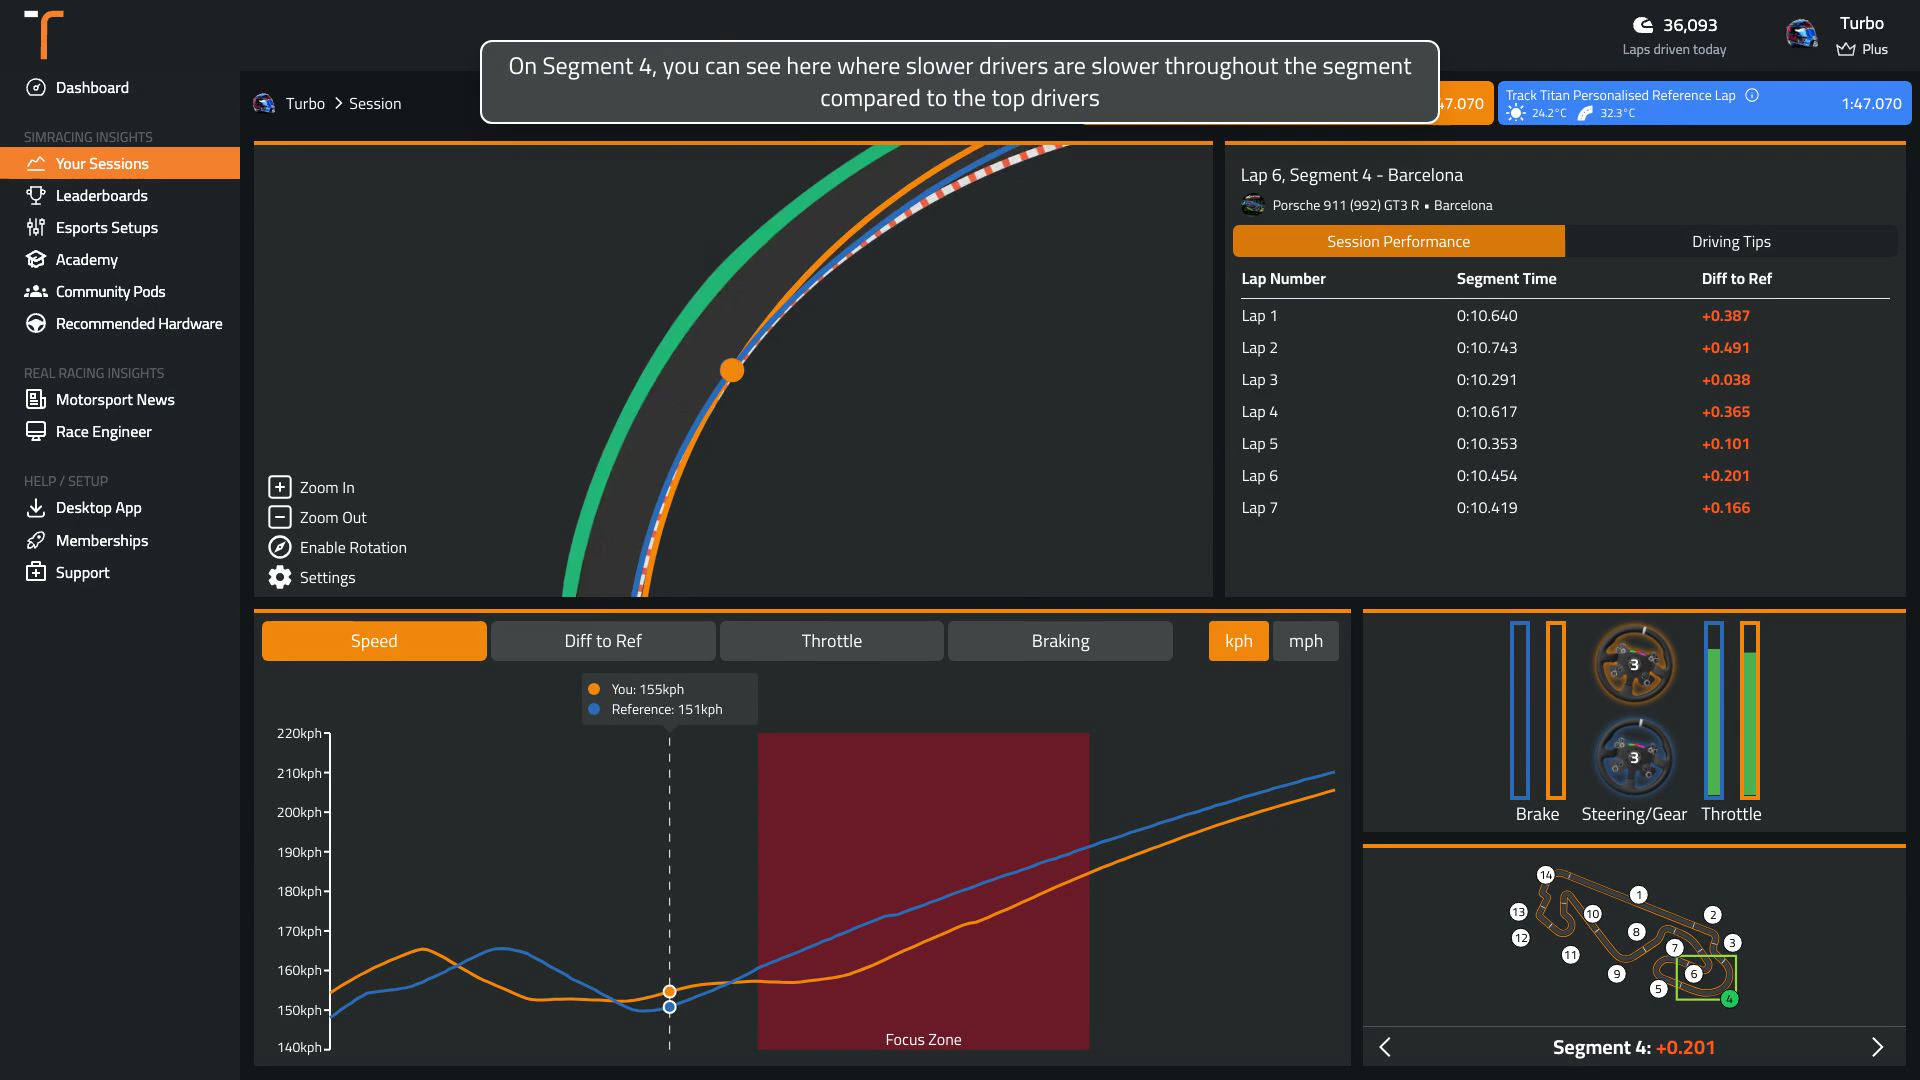 36,093
Laps driven today
Turbo
Plus
On Segment 4, you can see here where slower drivers are slower throughout the segment
compared to the top drivers
Dashboard
SIMRACING INSIGHTS
Your Sessions
Leaderboards
Esports Setups
Academy
Community Pods
Recommended Hardware
REAL RACING INSIGHTS
Motorsport News
Race Engineer
HELP / SETUP
Desktop App
Memberships
Support
Turbo > Session
47.070
Track Titan Personalised Reference Lap
24.2°C 32.3°C
1:47.070
Zoom In
Zoom Out
Enable Rotation
Settings
Lap 6, Segment 4 - Barcelona
Porsche 911 (992) GT3 R • Barcelona
Session Performance Driving Tips
Lap Number Segment Time Diff to Ref
Lap 1 0:10.640 +0.387
Lap 2 0:10.743 +0.491
Lap 3 0:10.291 +0.038
Lap 4 0:10.617 +0.365
Lap 5 0:10.353 +0.101
Lap 6 0:10.454 +0.201
Lap 7 0:10.419 +0.166
Speed Diff to Ref Throttle Braking kph mph
You: 155kph
Reference: 151kph
220kph
210kph
200kph
190kph
180kph
170kph
160kph
150kph
140kph
Focus Zone
3
3
Brake Steering/Gear Throttle
14
1
13
10
2
12
8
3
11
7
9
6
5
4
Segment 4: +0.201